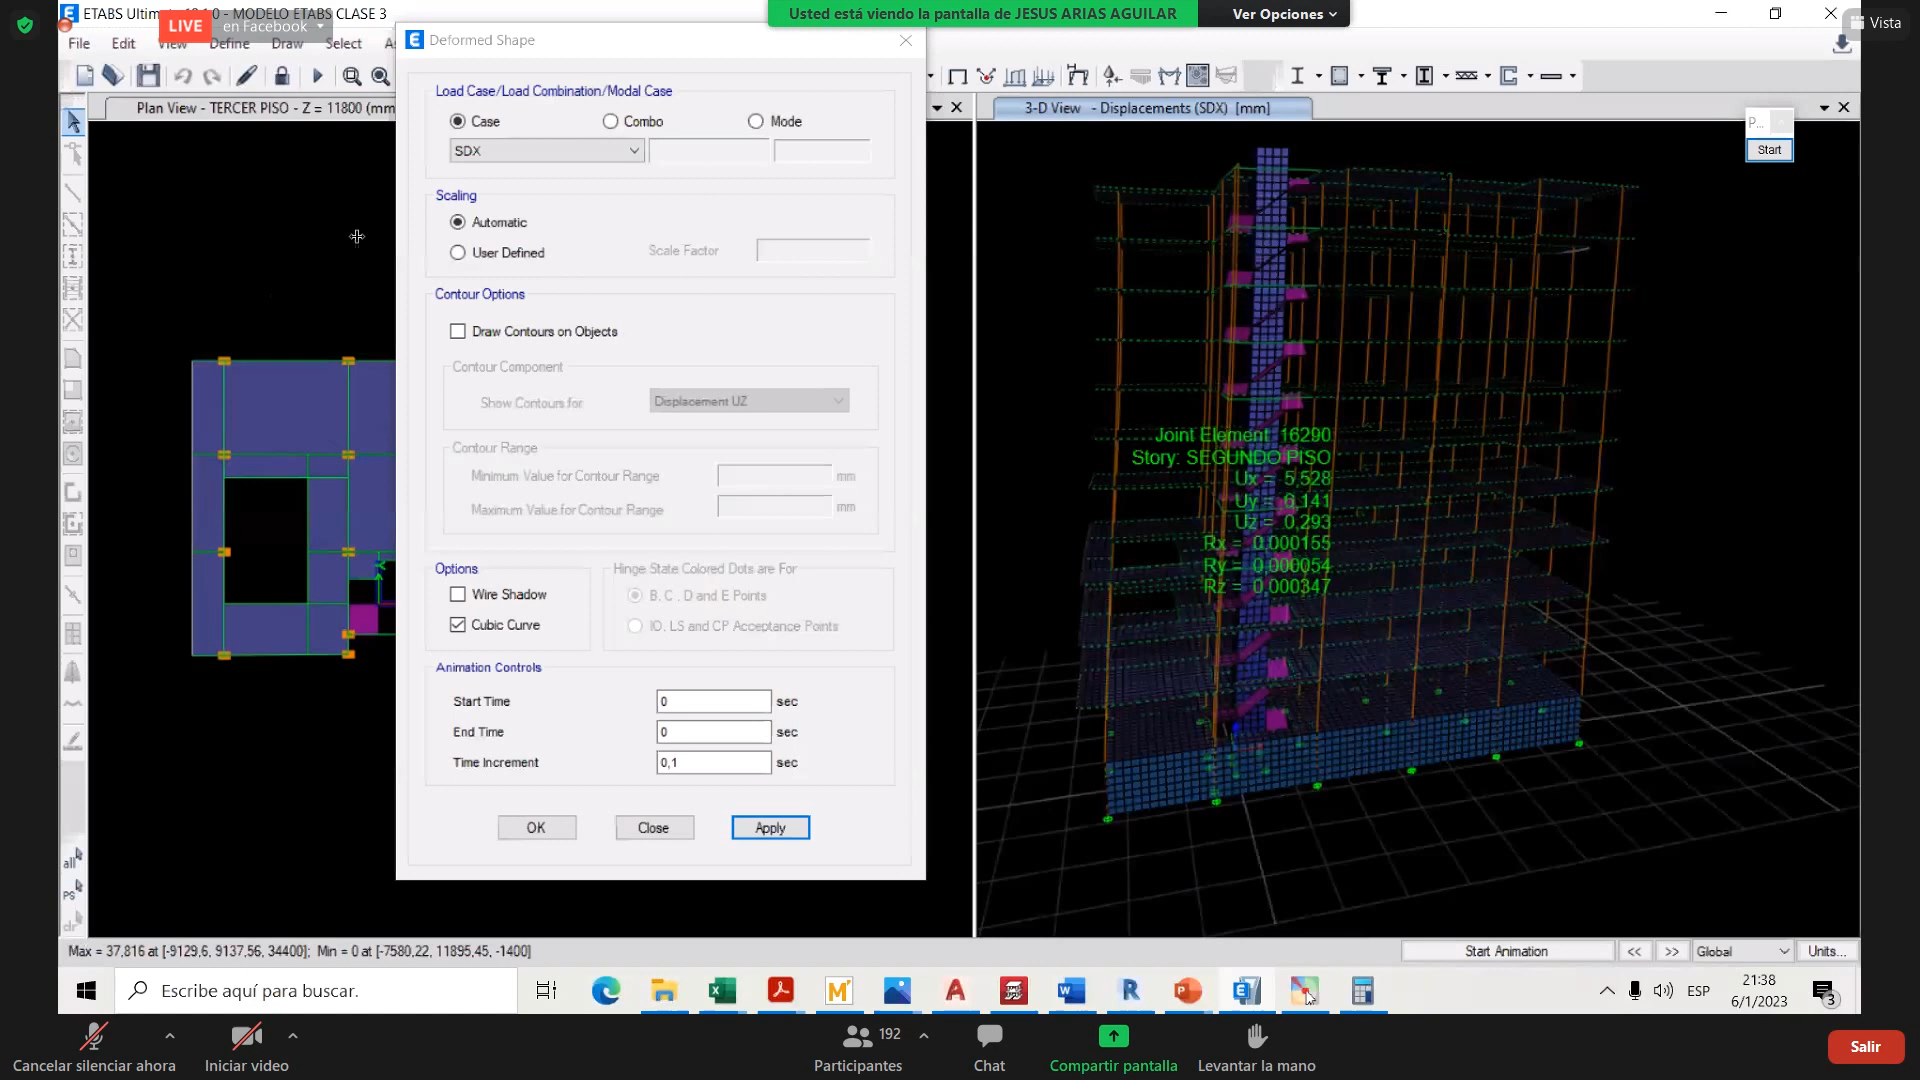 ETABS Ultimate
- MODELO ETABS CLASE 3
LIVE
en Facebook
Usted está viendo la pantalla de JESUS ARIAS AGUILAR
Ver Opciones
Vista
File Edit View Define Draw Select
Deformed Shape
Plan View - TERCER PISO - Z = 11800 (mm
3-D View - Displacements (SDX) [mm]
P...
Start
Load Case/Load Combination/Modal Case
Case
Combo
Mode
SDX
Scaling
Automatic
User Defined
Scale Factor
Contour Options
Draw Contours on Objects
Contour Component
Show Contours for
Displacement UZ
Contour Range
Minimum Value for Contour Range
mm
Maximum Value for Contour Range
mm
Options
Wire Shadow
Cubic Curve
Hinge State Colored Dots are For
B, C, D and E Points
IO, LS and CP Acceptance Points
Animation Controls
Start Time
0
sec
End Time
0
sec
Time Increment
0,1
sec
OK
Close
Apply
Joint Element 16290
Story: SEGUNDO PISO
Ux = 5,528
Uy = 0,141
Uz = 0,293
Rx = 0,000155
Ry = 0,000054
Rz = 0,000347
all
PS
clr
Max = 37,816 at [-9129,6, 9137,56, 34400]; Min = 0 at [-7580,22, 11895,45, -1400]
Start Animation
<<
>>
Global
Units...
Escribe aquí para buscar.
ESP
21:38
6/1/2023
3
Cancelar silenciar ahora
Iniciar video
192
Participantes
Chat
Compartir pantalla
Levantar la mano
Salir